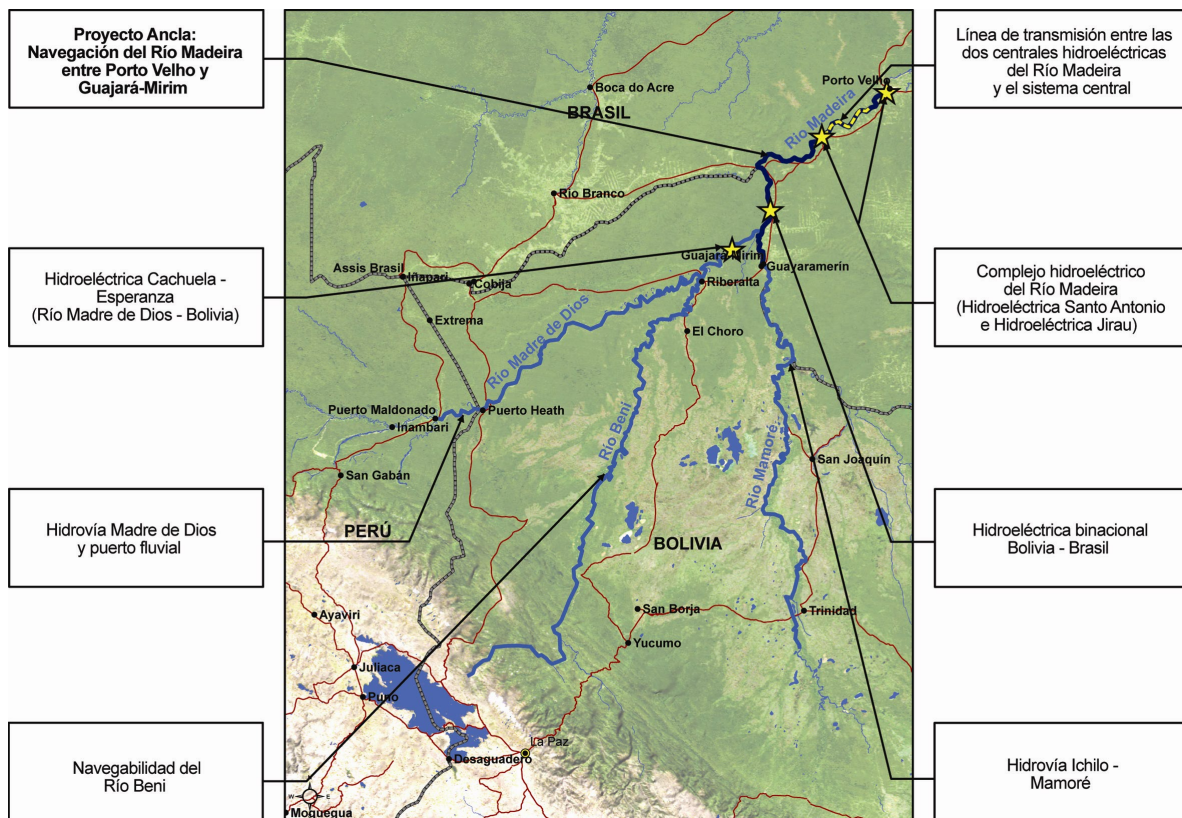 Proyecto Ancla:
Navegación del Río Madeira
entre Porto Velho y
Guajará-Mirim
Hidroeléctrica Cachuela -
Esperanza
(Río Madre de Dios - Bolivia)
Hidrovía Madre de Dios
y puerto fluvial
Navegabilidad del
Río Beni
Porto Velho
Boca do Acre
BRASIL
Río Madeira
Río Branco
Guajará Mirim
Guayaramerín
Assis Brasil
Iñapari
Cobija
Riberalta
Extrema
El Choro
Río Madre de Dios
Puerto Maldonado
Puerto Heath
Inambari
Río Beni
Río Mamoré
San Joaquín
San Gabán
PERÚ
BOLIVIA
San Borja
Trinidad
Ayaviri
Yucumo
Juliaca
Puno
La Paz
Desaguadero
W
E
Moquegua
Línea de transmisión entre las
dos centrales hidroeléctricas
del Río Madeira
y el sistema central
Complejo hidroeléctrico
del Río Madeira
(Hidroeléctrica Santo Antonio
e Hidroeléctrica Jirau)
Hidroeléctrica binacional
Bolivia - Brasil
Hidrovía Ichilo -
Mamoré